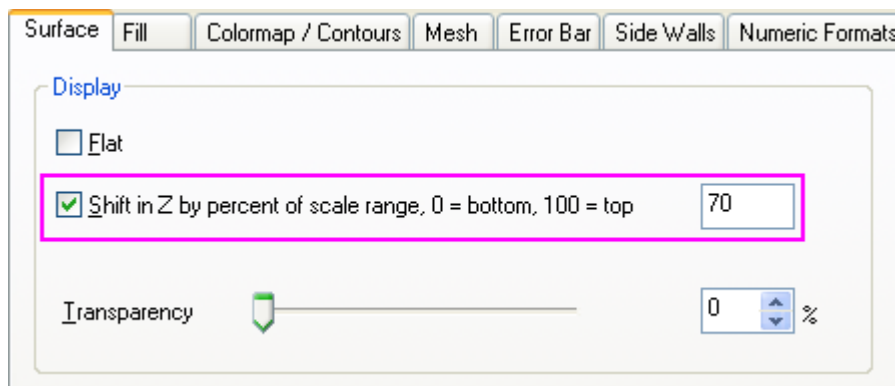 Surface Fill Colormap / Contours Mesh Error Bar Side Walls Numeric Formats
Display
Flat
Shift in Z by percent of scale range, 0 = bottom, 100 = top 70
Transparency 0 %